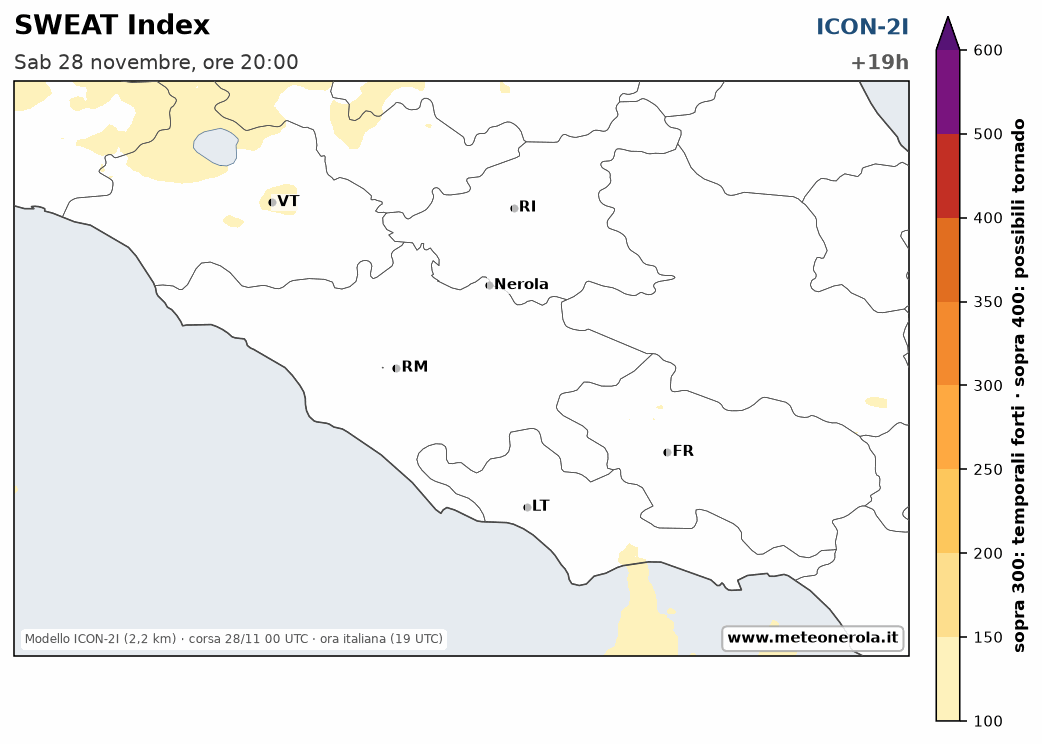 SWEAT Index
ICON-2I
Sab 28 novembre, ore 20:00
+19h
600
500
400
350
300
250
200
150
100
sopra 300: temporali forti · sopra 400: possibili tornado
VT
RI
Nerola
RM
FR
LT
Modello ICON-2I (2,2 km) · corsa 28/11 00 UTC · ora italiana (19 UTC)
www.meteonerola.it